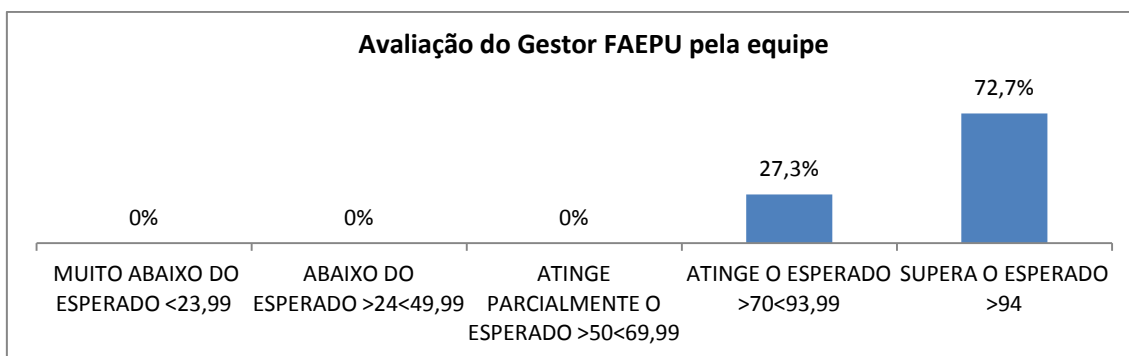 Avaliação do Gestor FAEPU pela equipe
72,7%
27,3%
0%
0%
0%
MUITO ABAIXO DO
ESPERADO <23,99
ABAIXO DO
ESPERADO >24<49,99
ATINGE
PARCIALMENTE O
ESPERADO >50<69,99
ATINGE O ESPERADO
>70<93,99
SUPERA O ESPERADO
>94